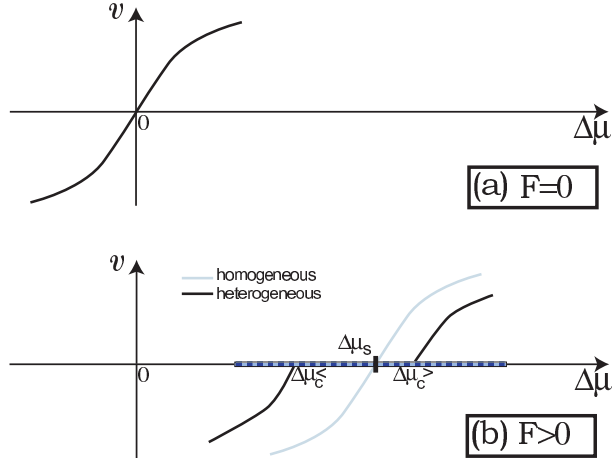 v
0
Δμ
(a) F=0
v
homogeneous
heterogeneous
Δμs
0
Δμc<
Δμc>
Δμ
(b) F>0